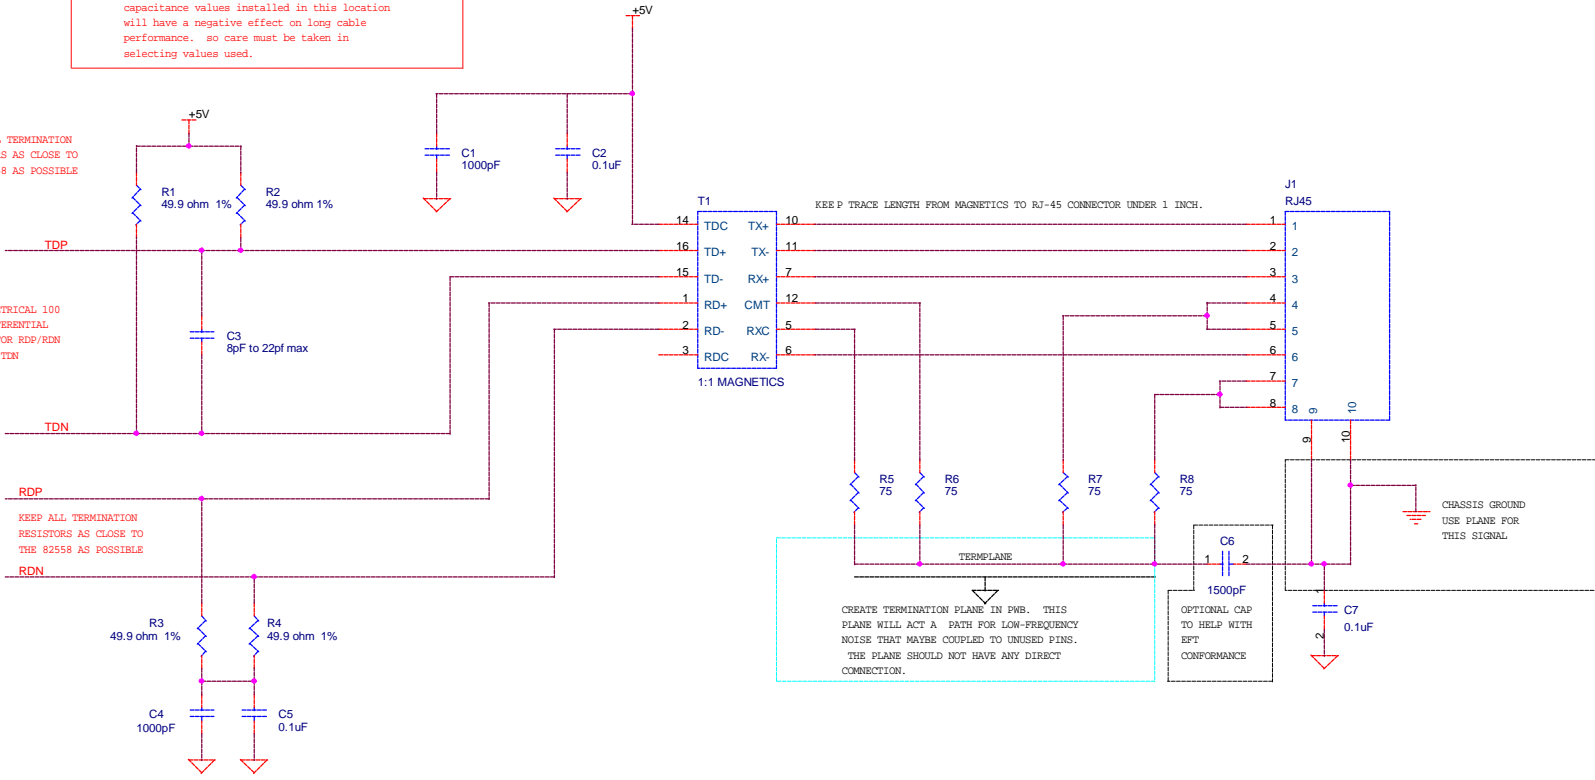 capacitance values installed in this location
will have a negative effect on long cable
performance. so care must be taken in
selecting values used.
+5V
+5V
TERMINATION
AS CLOSE TO
AS POSSIBLE
R1
49.9 ohm 1%
R2
49.9 ohm 1%
C1
1000pF
C2
0.1uF
TDP
100
C3
8pF to 22pf max
FOR RDP/RDN
TDN
TDN
RDP
KEEP ALL TERMINATION
RESISTORS AS CLOSE TO
THE 82558 AS POSSIBLE
RDN
R3
49.9 ohm 1%
R4
49.9 ohm 1%
C4
1000pF
C5
0.1uF
T1
14 TDC TX+ 10
16 TD+ TX- 11
15 TD- RX+ 7
1 RD+ CMT 12
2 RD- RXC 5
3 RDC RX- 6
1:1 MAGNETICS
KEEP TRACE LENGTH FROM MAGNETICS TO RJ-45 CONNECTOR UNDER 1 INCH.
J1
RJ45
1 1
2 2
3 3
4 4
5 5
6 6
7 7
8 8
9 10
9 10
R5
75
R6
75
R7
75
R8
75
TERMPLANE
CREATE TERMINATION PLANE IN PWB. THIS
PLANE WILL ACT A PATH FOR LOW-FREQUENCY
NOISE THAT MAYBE COUPLED TO UNUSED PINS.
THE PLANE SHOULD NOT HAVE ANY DIRECT
COMNECTION.
C6
1 2
1500pF
OPTIONAL CAP
TO HELP WITH
EFT
CONFORMANCE
CHASSIS GROUND
USE PLANE FOR
THIS SIGNAL
1
C7
0.1uF
2